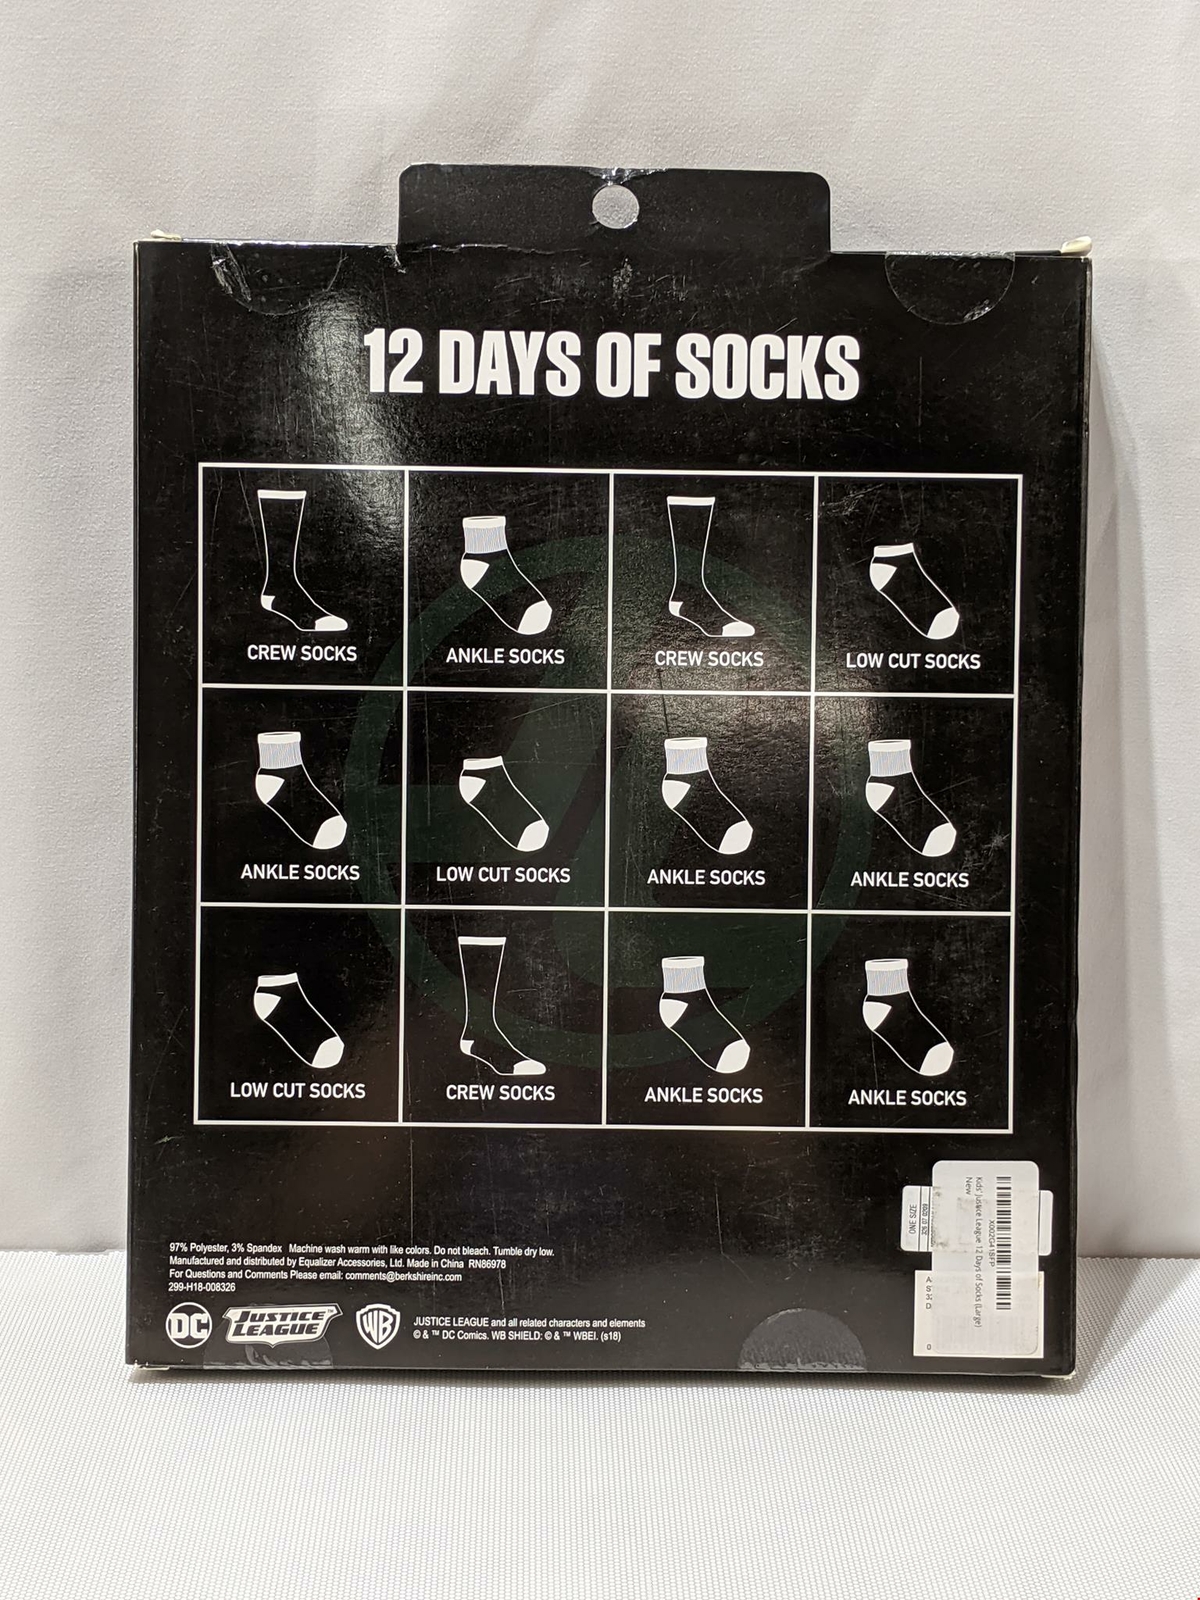 12 DAYS OF SOCKS
CREW SOCKS
ANKLE SOCKS
CREW SOCKS
LOW CUT SOCKS
ANKLE SOCKS
LOW CUT SOCKS
ANKLE SOCKS
ANKLE SOCKS
LOW CUT SOCKS
CREW SOCKS
ANKLE SOCKS
ANKLE SOCKS
97% Polyester, 3% Spandex Machine wash warm with like colors. Do not bleach. Tumble dry low.
Manufactured and distributed by Equalizer Accessories, Ltd. Made in China RN86978
For Questions and Comments Please email: comments@berkshireinc.com
299-H18-008326
DC
JUSTICE
LEAGUE™
WB
JUSTICE LEAGUE and all related characters and elements
© & ™ DC Comics. WB SHIELD: © & ™ WBEI. (s18)
ONE SIZE
Kids' Justice League 12 Days of Socks (Large)
New